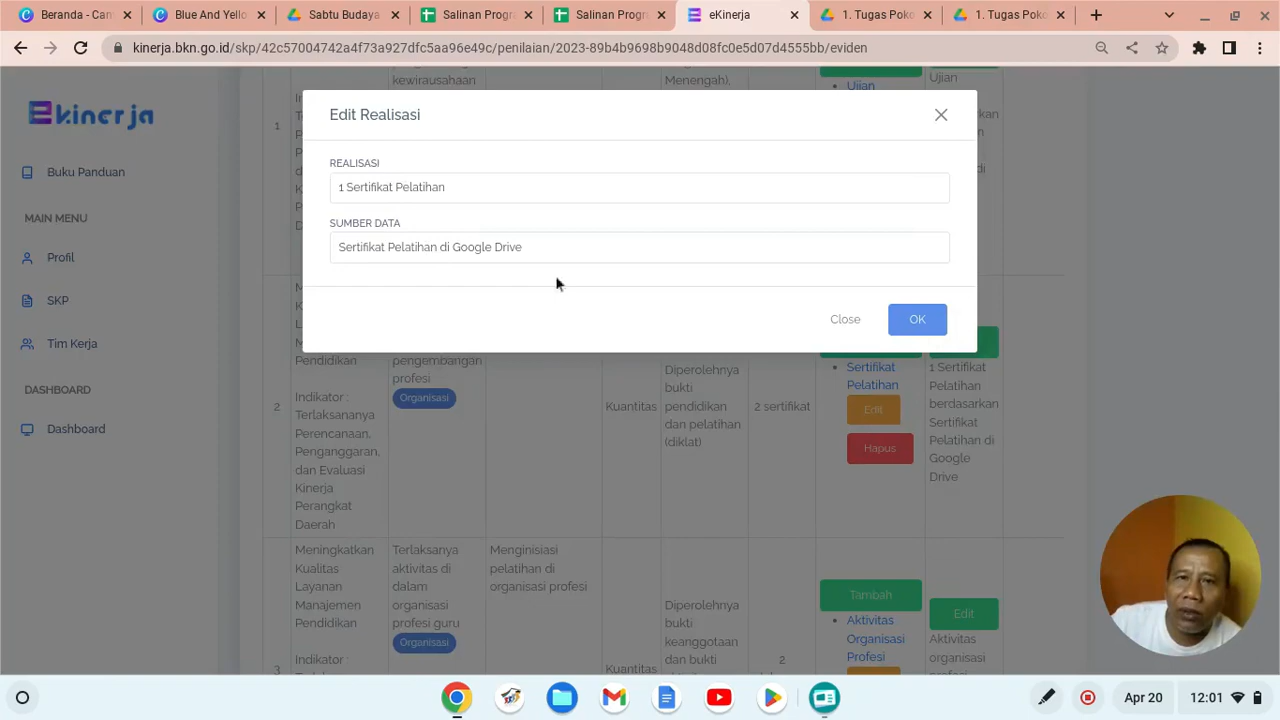 Beranda - Can
Blue And Yello
Sabtu Budaya
Salinan Progr
Salinan Progr
eKinerja
1. Tugas Poko
1. Tugas Poko
kinerja.bkn.go.id/skp/42c57004742a4f73a927dfc5aa96e49c/penilaian/2023-89b4b9698b9048d08fc0e5d07d4555bb/eviden
Ekinerja
Buku Panduan
MAIN MENU
Profil
SKP
Tim Kerja
DASHBOARD
Dashboard
kewirausahaan
Menengah),
Ujian
Ujian
1
Edit Realisasi
REALISASI
1 Sertifikat Pelatihan
SUMBER DATA
Sertifikat Pelatihan di Google Drive
Close
OK
2
Pendidikan
Indikator :
Terlaksananya
Perencanaan,
Penganggaran,
dan Evaluasi
Kinerja
Perangkat
Daerah
pengembangan
profesi
Organisasi
Kuantitas
Diperolehnya
bukti
pendidikan
dan pelatihan
(diklat)
2 sertifikat
Sertifikat
Pelatihan
Edit
Hapus
1 Sertifikat
Pelatihan
berdasarkan
Sertifikat
Pelatihan di
Google
Drive
3
Meningkatkan
Kualitas
Layanan
Manajemen
Pendidikan
Indikator :
Terlaksanya
aktivitas di
dalam
organisasi
profesi guru
Organisasi
Menginisiasi
pelatihan di
organisasi profesi
Kuantitas
Diperolehnya
bukti
keanggotaan
dan bukti
2
Tambah
Aktivitas
Organisasi
Profesi
Edit
Aktivitas
organisasi
profesi
Apr 20
12:01